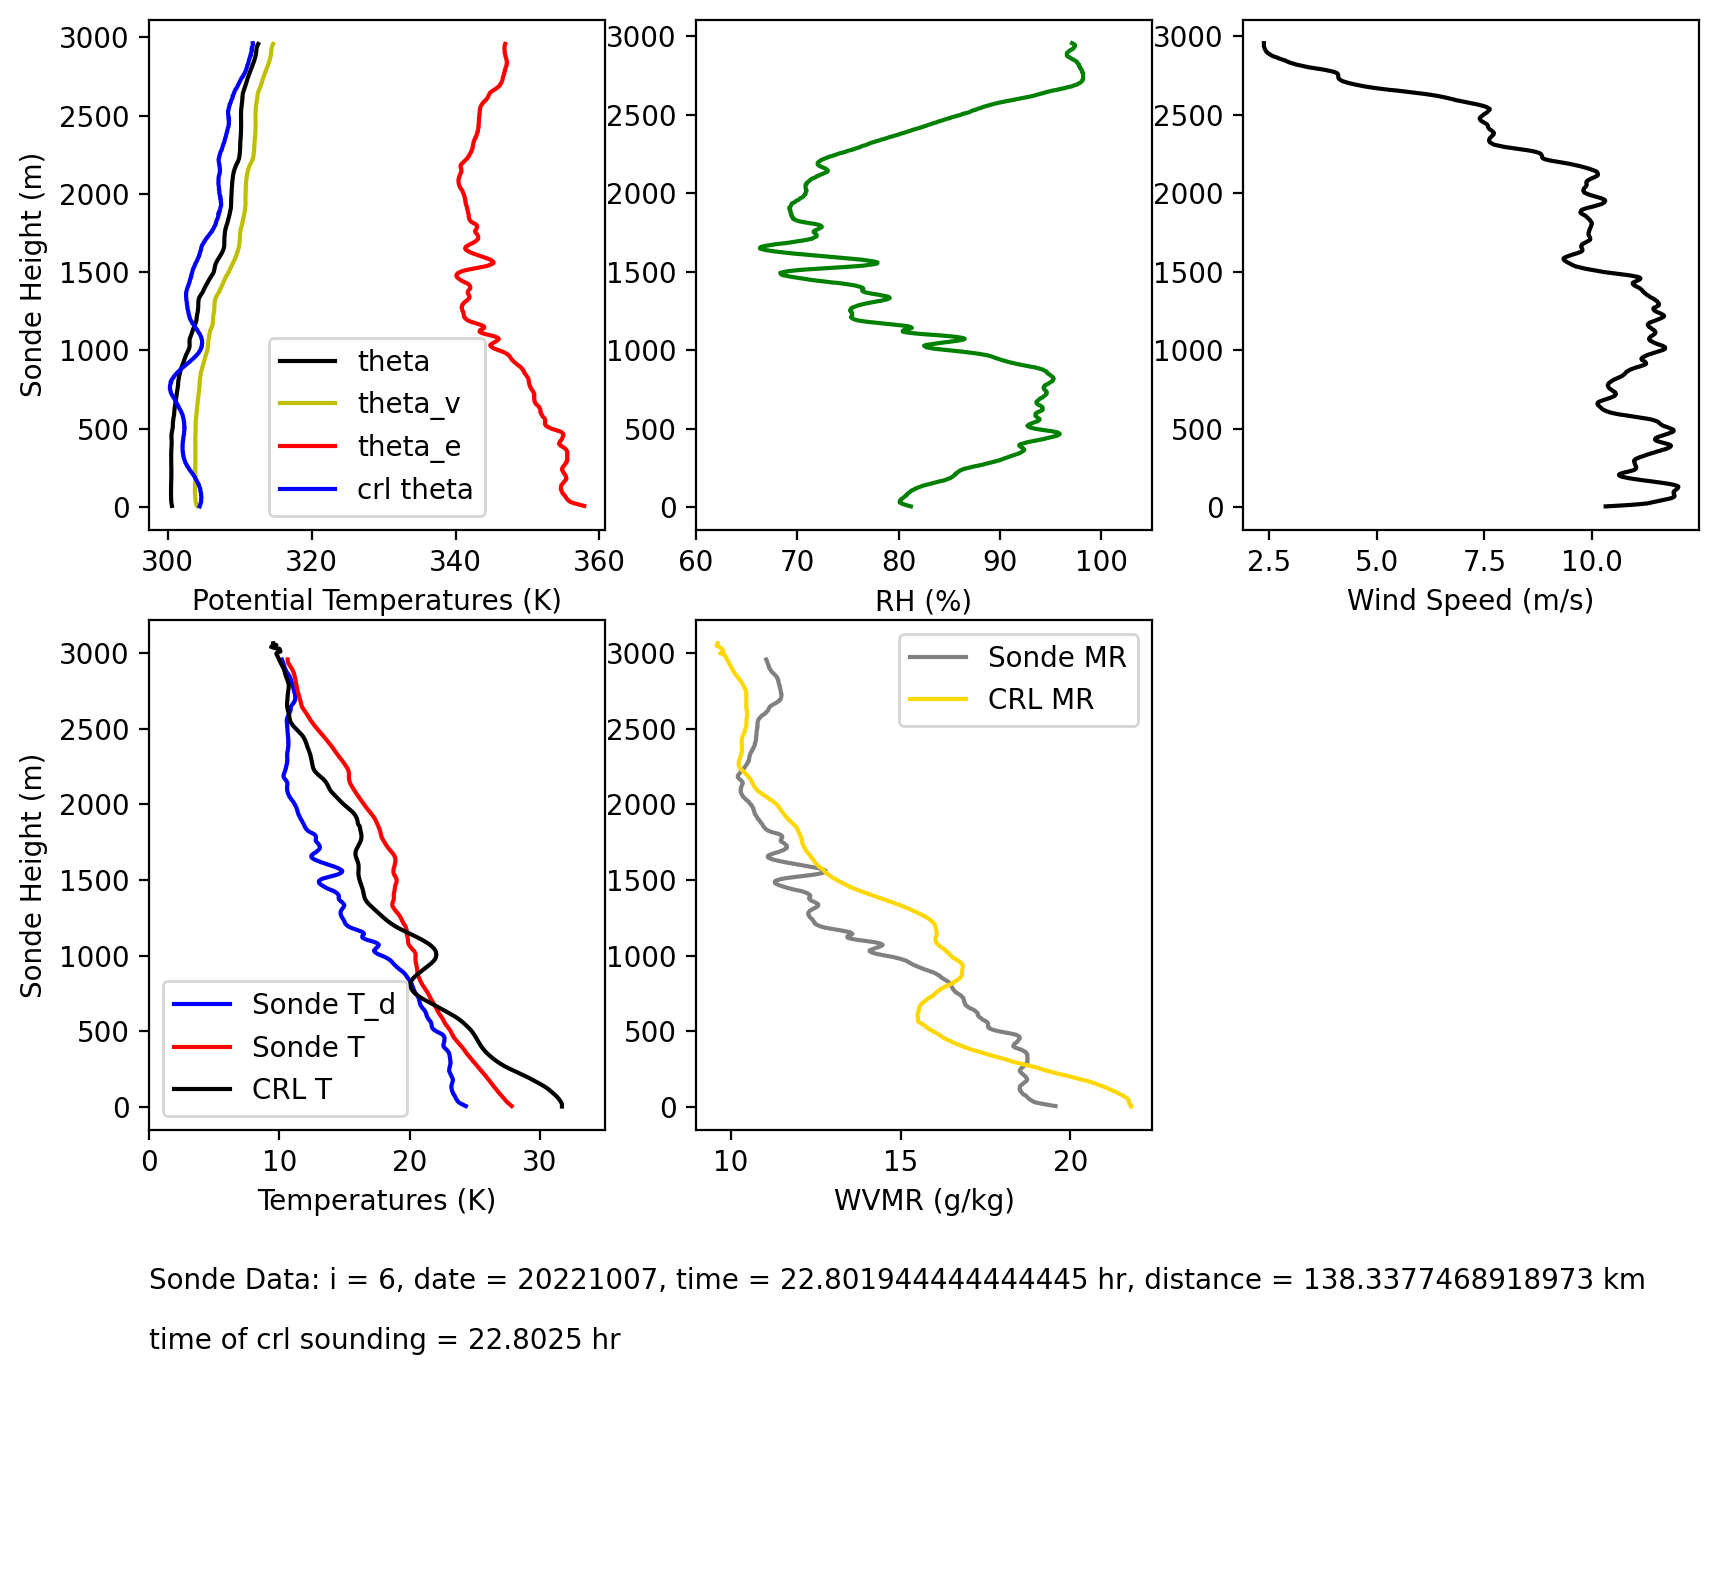 3000
2500
2000
1500
1000
500
0
Sonde Height (m)
300 320 340 360
Potential Temperatures (K)
theta
theta_v
theta_e
crl theta
3000
2500
2000
1500
1000
500
0
60 70 80 90 100
RH (%)
3000
2500
2000
1500
1000
500
0
2.5 5.0 7.5 10.0
Wind Speed (m/s)
3000
2500
2000
1500
1000
500
0
Sonde Height (m)
Sonde T_d
Sonde T
CRL T
0 10 20 30
Temperatures (K)
3000
2500
2000
1500
1000
500
0
Sonde MR
CRL MR
10 15 20
WVMR (g/kg)
Sonde Data: i = 6, date = 20221007, time = 22.801944444444445 hr, distance = 138.3377468918973 km
time of crl sounding = 22.8025 hr